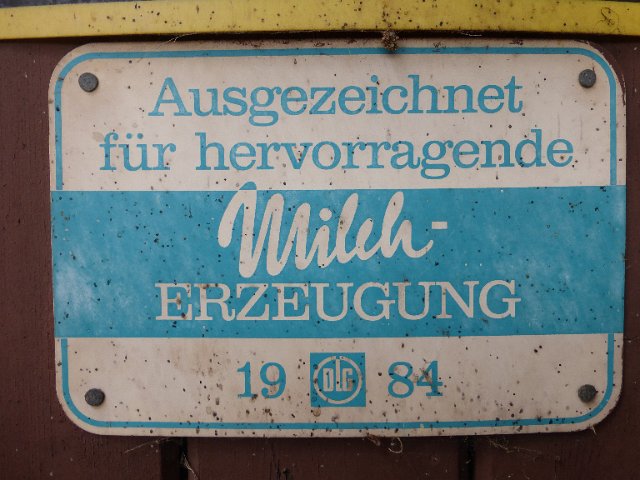 Ausgezeichnet
für hervorragende
Milch-
ERZEUGUNG
19 DLG 84